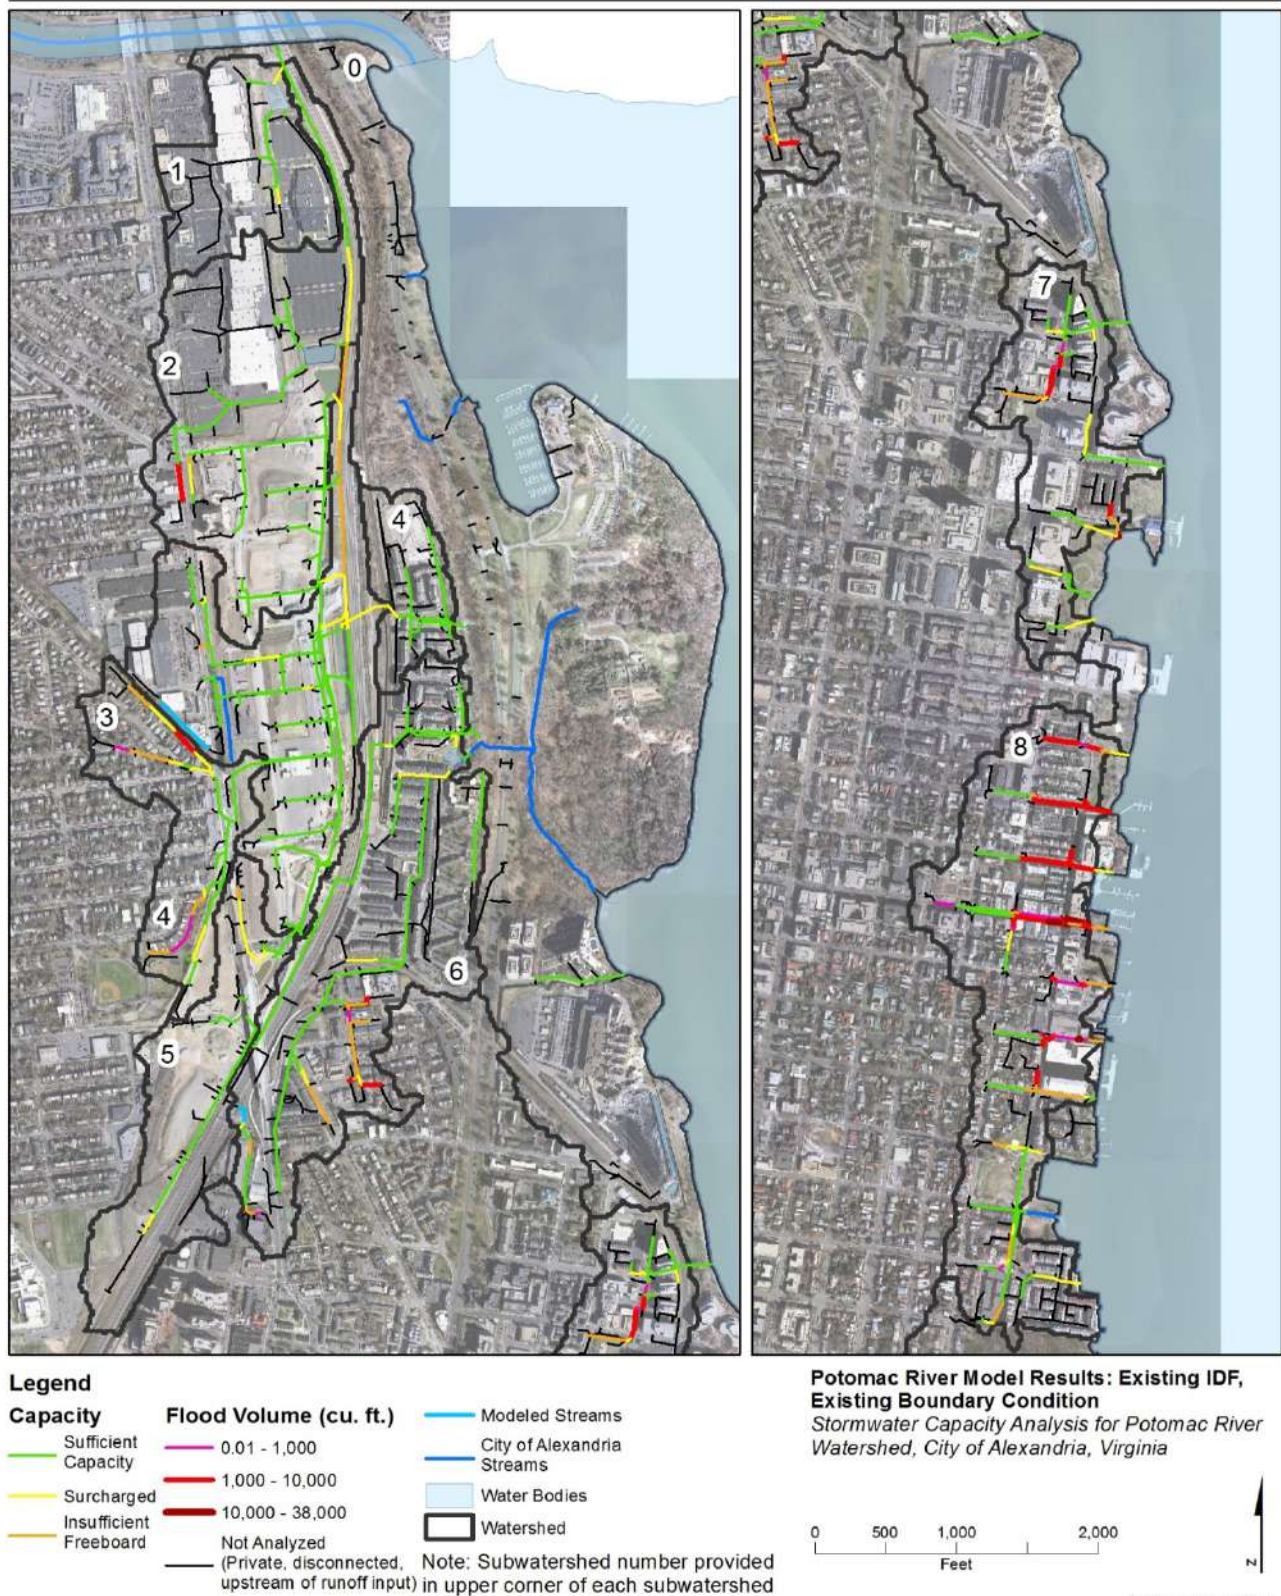 0
1
2
4
3
4
6
5
7
8
Legend
Capacity
Sufficient
Capacity
Surcharged
Insufficient
Freeboard
Flood Volume (cu. ft.)
0.01 - 1,000
1,000 - 10,000
10,000 - 38,000
Not Analyzed
(Private, disconnected,
upstream of runoff input)
Modeled Streams
City of Alexandria
Streams
Water Bodies
Watershed
Note: Subwatershed number provided
in upper corner of each subwatershed
Potomac River Model Results: Existing IDF,
Existing Boundary Condition
Stormwater Capacity Analysis for Potomac River
Watershed, City of Alexandria, Virginia
0 500 1,000 2,000
Feet
N